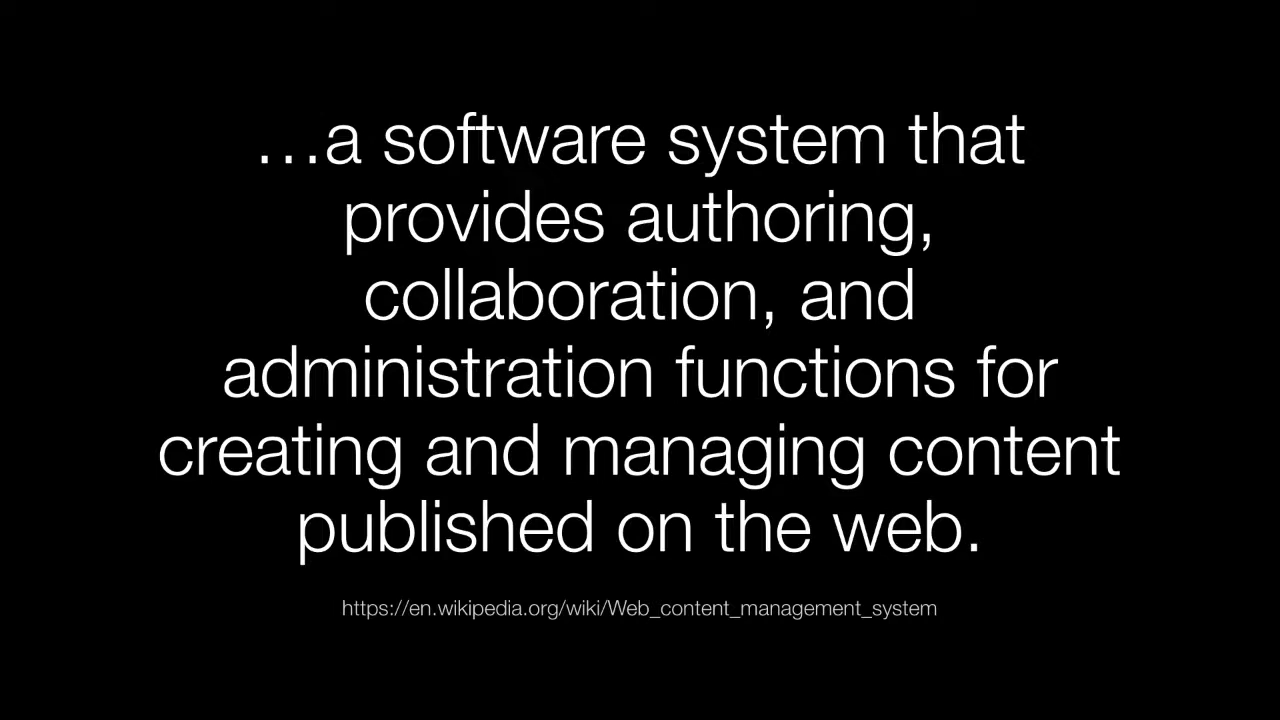 …a software system that
provides authoring,
collaboration, and
administration functions for
creating and managing content
published on the web.
https://en.wikipedia.org/wiki/Web_content_management_system